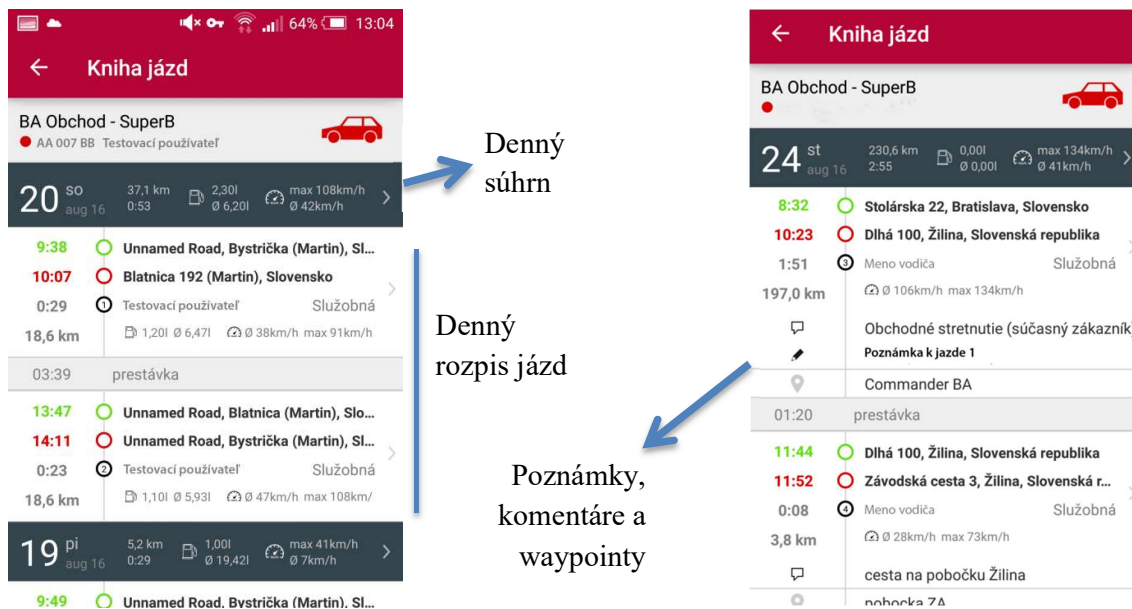 64% 13:04
Kniha jázd
BA Obchod - SuperB
AA 007 BB Testovací používateľ
20 so aug 16 37,1 km 0:53 2,30l Ø 6,20l max 108km/h Ø 42km/h
9:38 Unnamed Road, Bystrička (Martin), Sl...
10:07 Blatnica 192 (Martin), Slovensko
0:29 1 Testovací používateľ Služobná
18,6 km 1,20l Ø 6,47l Ø 38km/h max 91km/h
03:39 prestávka
13:47 Unnamed Road, Blatnica (Martin), Slo...
14:11 Unnamed Road, Bystrička (Martin), Sl...
0:23 2 Testovací používateľ Služobná
18,6 km 1,10l Ø 5,93l Ø 47km/h max 108km/
19 pi aug 16 5,2 km 0:29 1,00l Ø 19,42l max 41km/h Ø 7km/h
9:49 Unnamed Road, Bystrička (Martin), Sl...
Denný
súhrn
Denný
rozpis jázd
Poznámky,
komentáre a
waypointy
Kniha jázd
BA Obchod - SuperB
24 st aug 16 230,6 km 2:55 0,00l Ø 0,00l max 134km/h Ø 41km/h
8:32 Stolárska 22, Bratislava, Slovensko
10:23 Dlhá 100, Žilina, Slovenská republika
1:51 3 Meno vodiča Služobná
197,0 km Ø 106km/h max 134km/h
Obchodné stretnutie (súčasný zákazník)
Poznámka k jazde 1
Commander BA
01:20 prestávka
11:44 Dlhá 100, Žilina, Slovenská republika
11:52 Závodská cesta 3, Žilina, Slovenská r...
0:08 4 Meno vodiča Služobná
3,8 km Ø 28km/h max 73km/h
cesta na pobočku Žilina
pobocka ZA